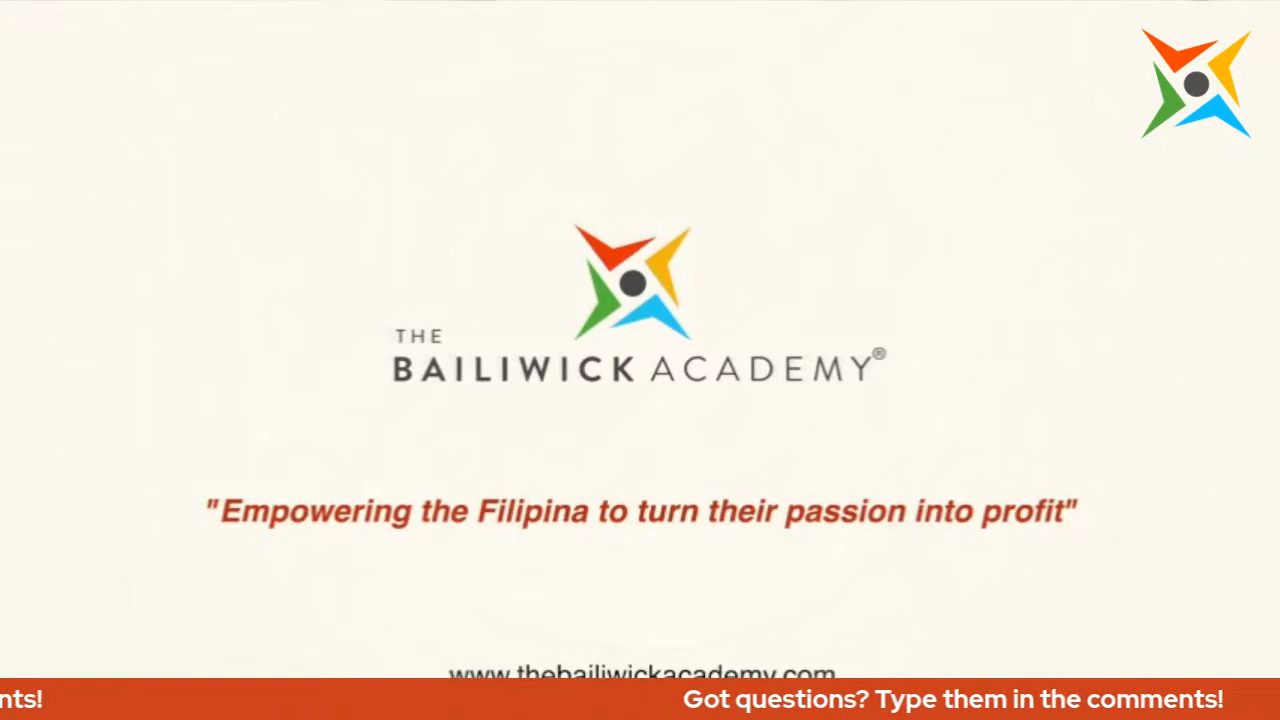 THE
BAILIWICK ACADEMY®
"Empowering the Filipina to turn their passion into profit"
www.thebailiwickacademy.com
nts! Got questions? Type them in the comments!